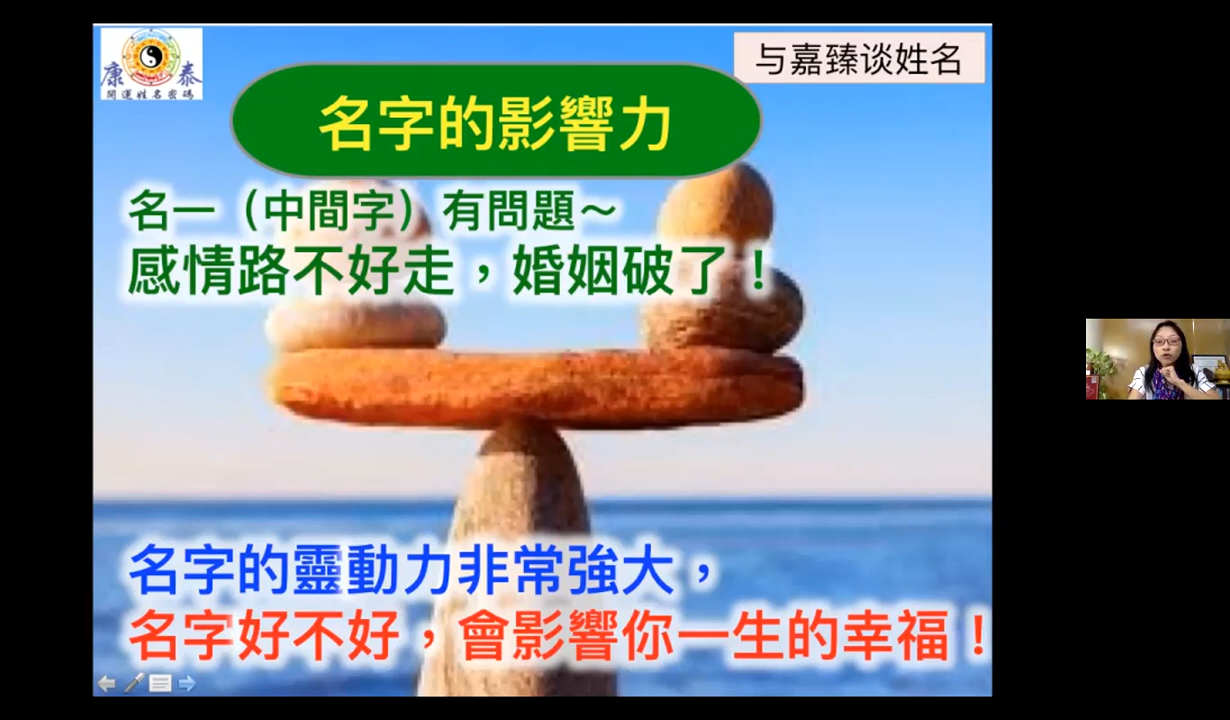 康 泰
開運姓名密碼
与嘉臻谈姓名
名字的影響力
名一（中間字）有問題～
感情路不好走，婚姻破了！
名字的靈動力非常強大，
名字好不好，會影響你一生的幸福！